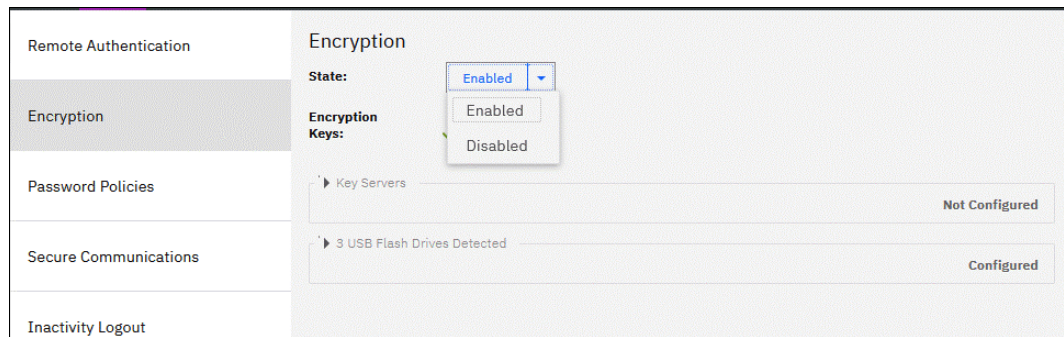 Remote Authentication
Encryption
Password Policies
Secure Communications
Inactivity Logout
Encryption
State:
Enabled
Enabled
Disabled
Encryption
Keys:
Key Servers
Not Configured
3 USB Flash Drives Detected
Configured